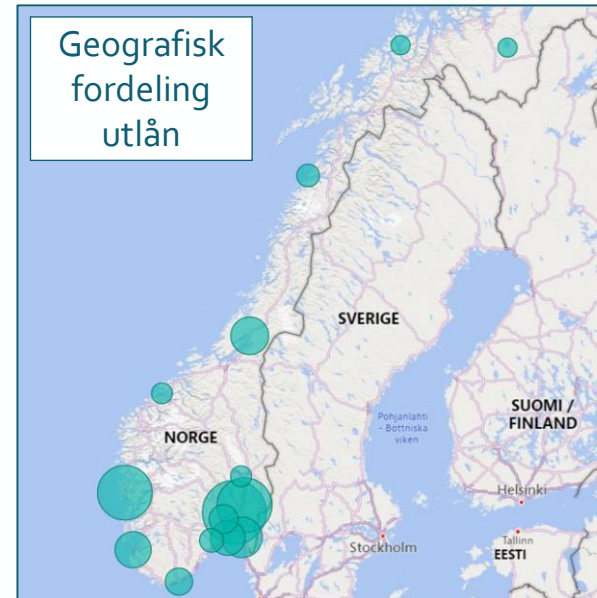 Geografisk
fordeling
utlån
SVERIGE
Pohjanlahti
- Bottniska
viken
SUOMI /
FINLAND
NORGE
Helsinki
Tallinn
Stockholm
EESTI